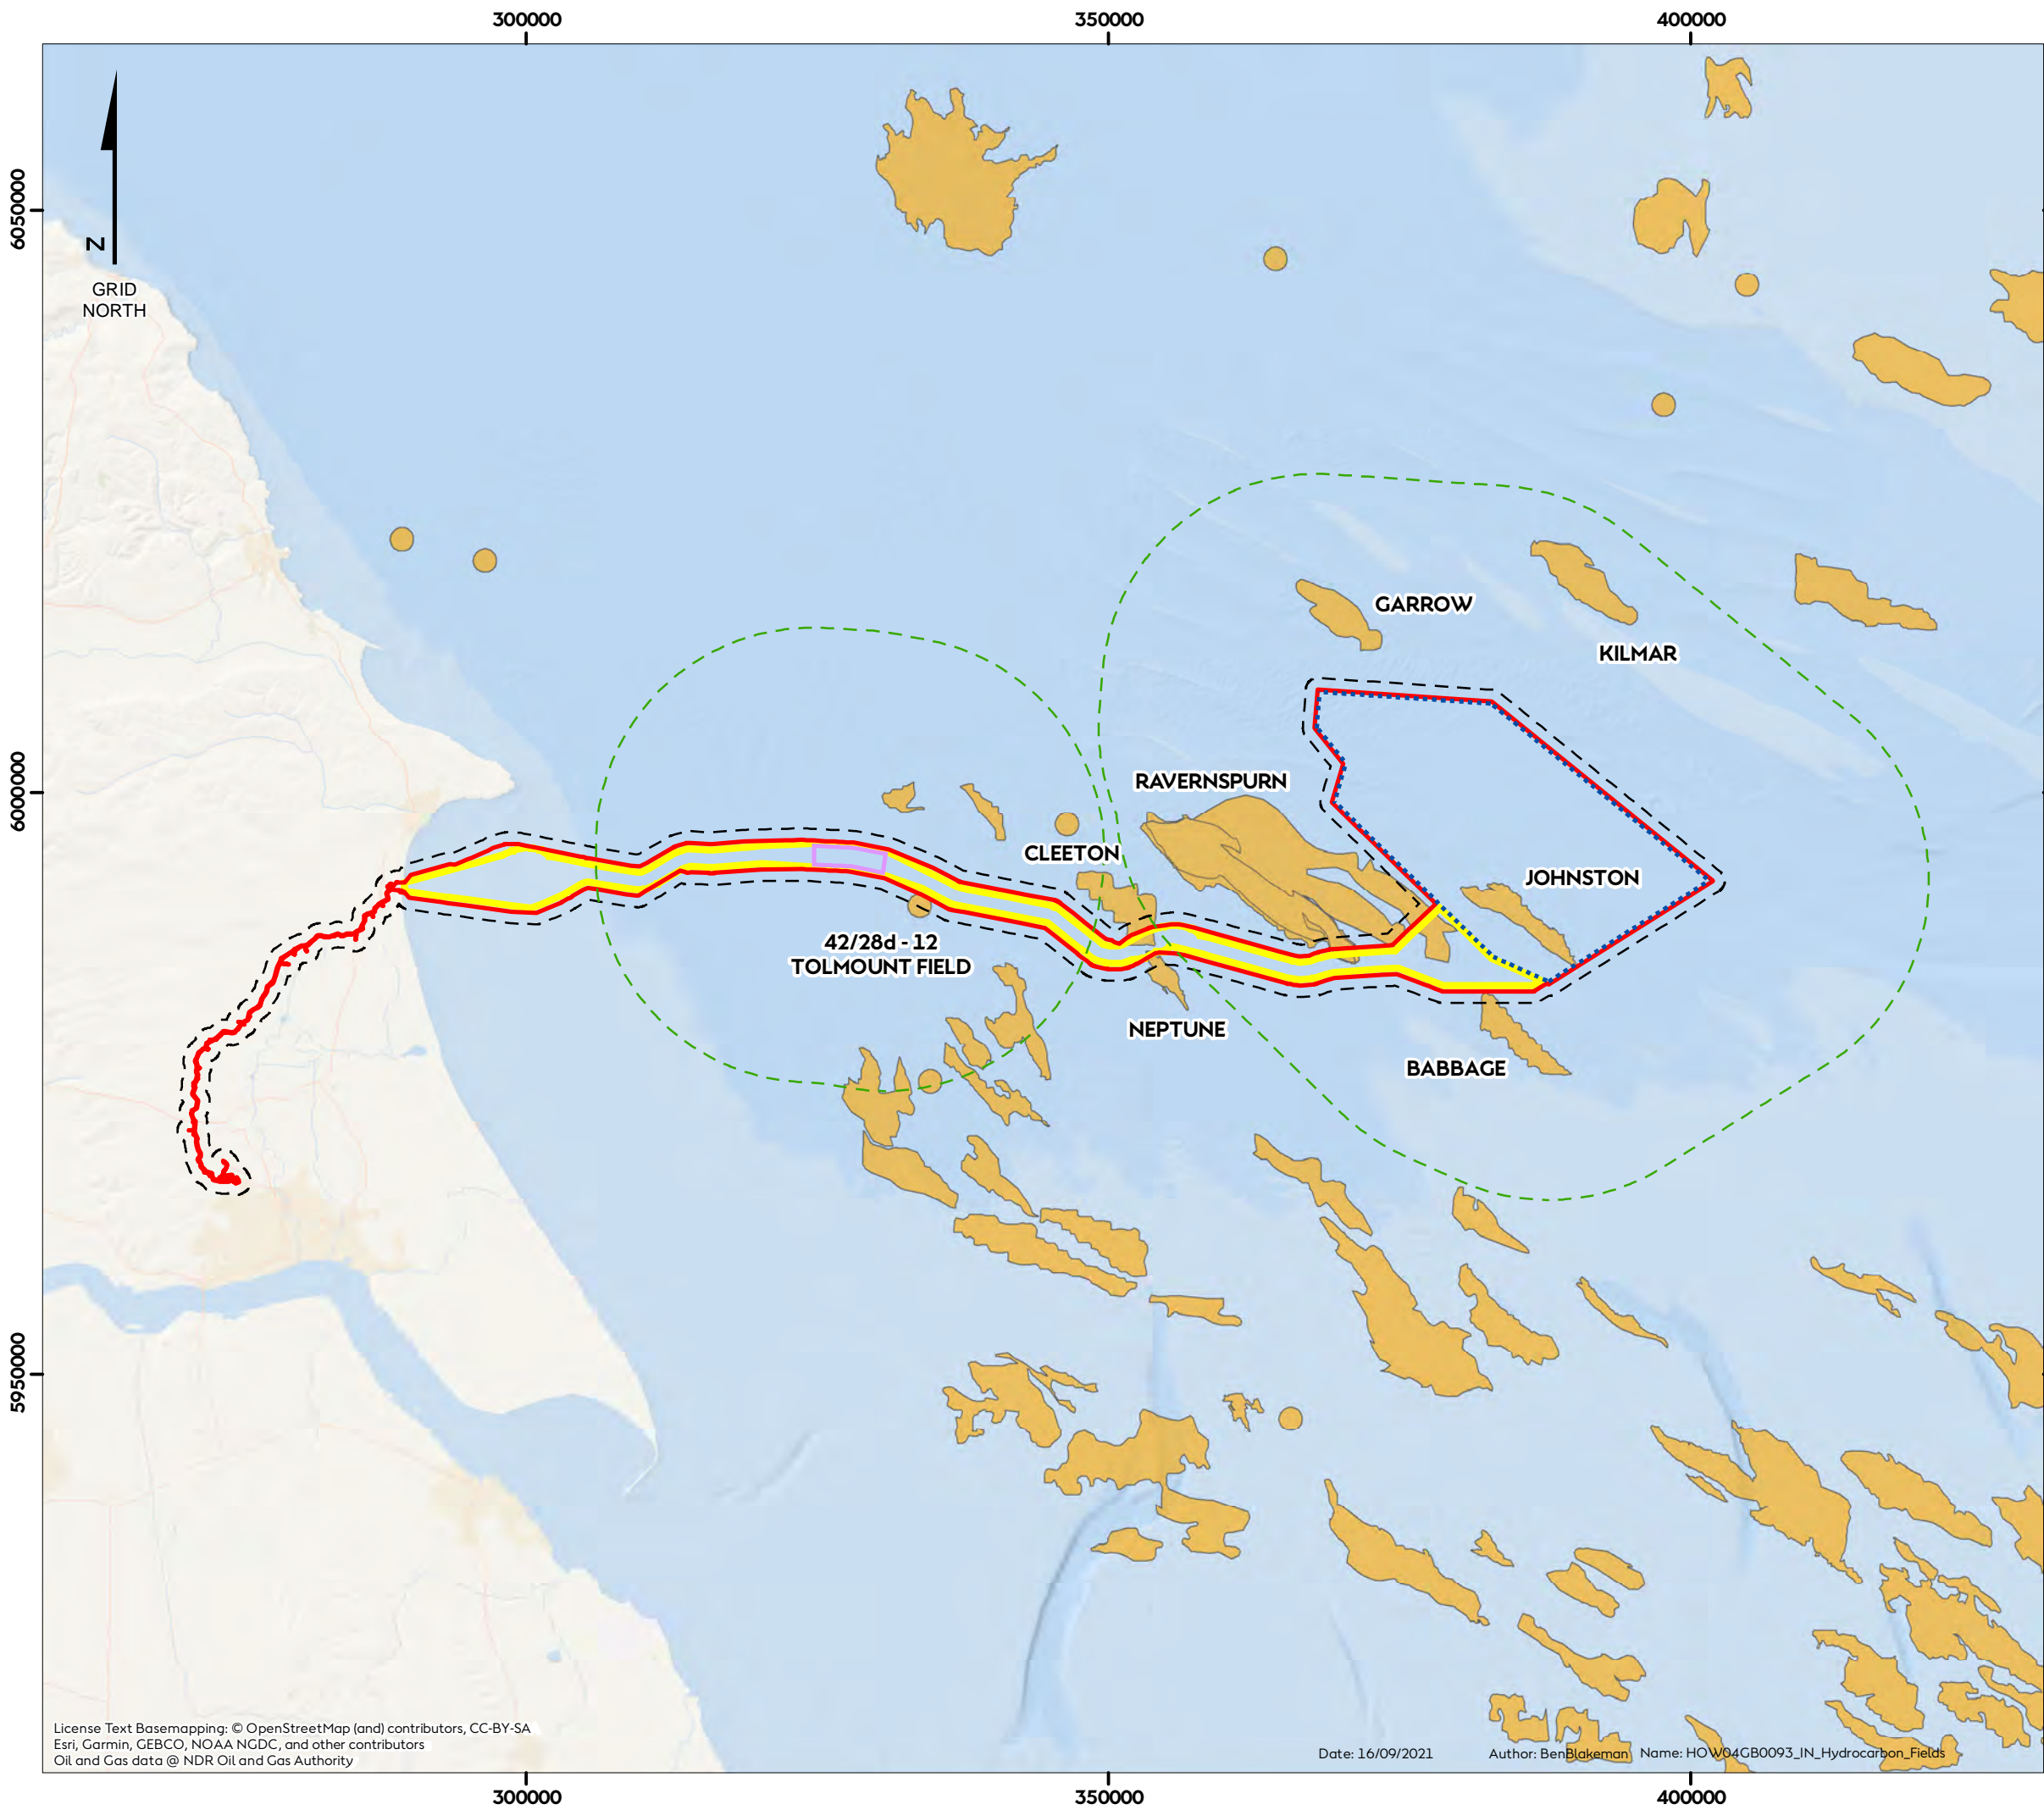 300000
350000
400000
6050000
6000000
5950000
N
GRID
NORTH
GARROW
KILMAR
RAVERNSPURN
CLEETON
JOHNSTON
42/28d - 12
TOLMOUNT FIELD
NEPTUNE
BABBAGE
License Text Basemapping: © OpenStreetMap (and) contributors, CC-BY-SA
Esri, Garmin, GEBCO, NOAA NGDC, and other contributors
Oil and Gas data @ NDR Oil and Gas Authority
Date: 16/09/2021
Author: BenBlakeman
Name: HOW04GB0093_IN_Hydrocarbon_Fields
300000
350000
400000